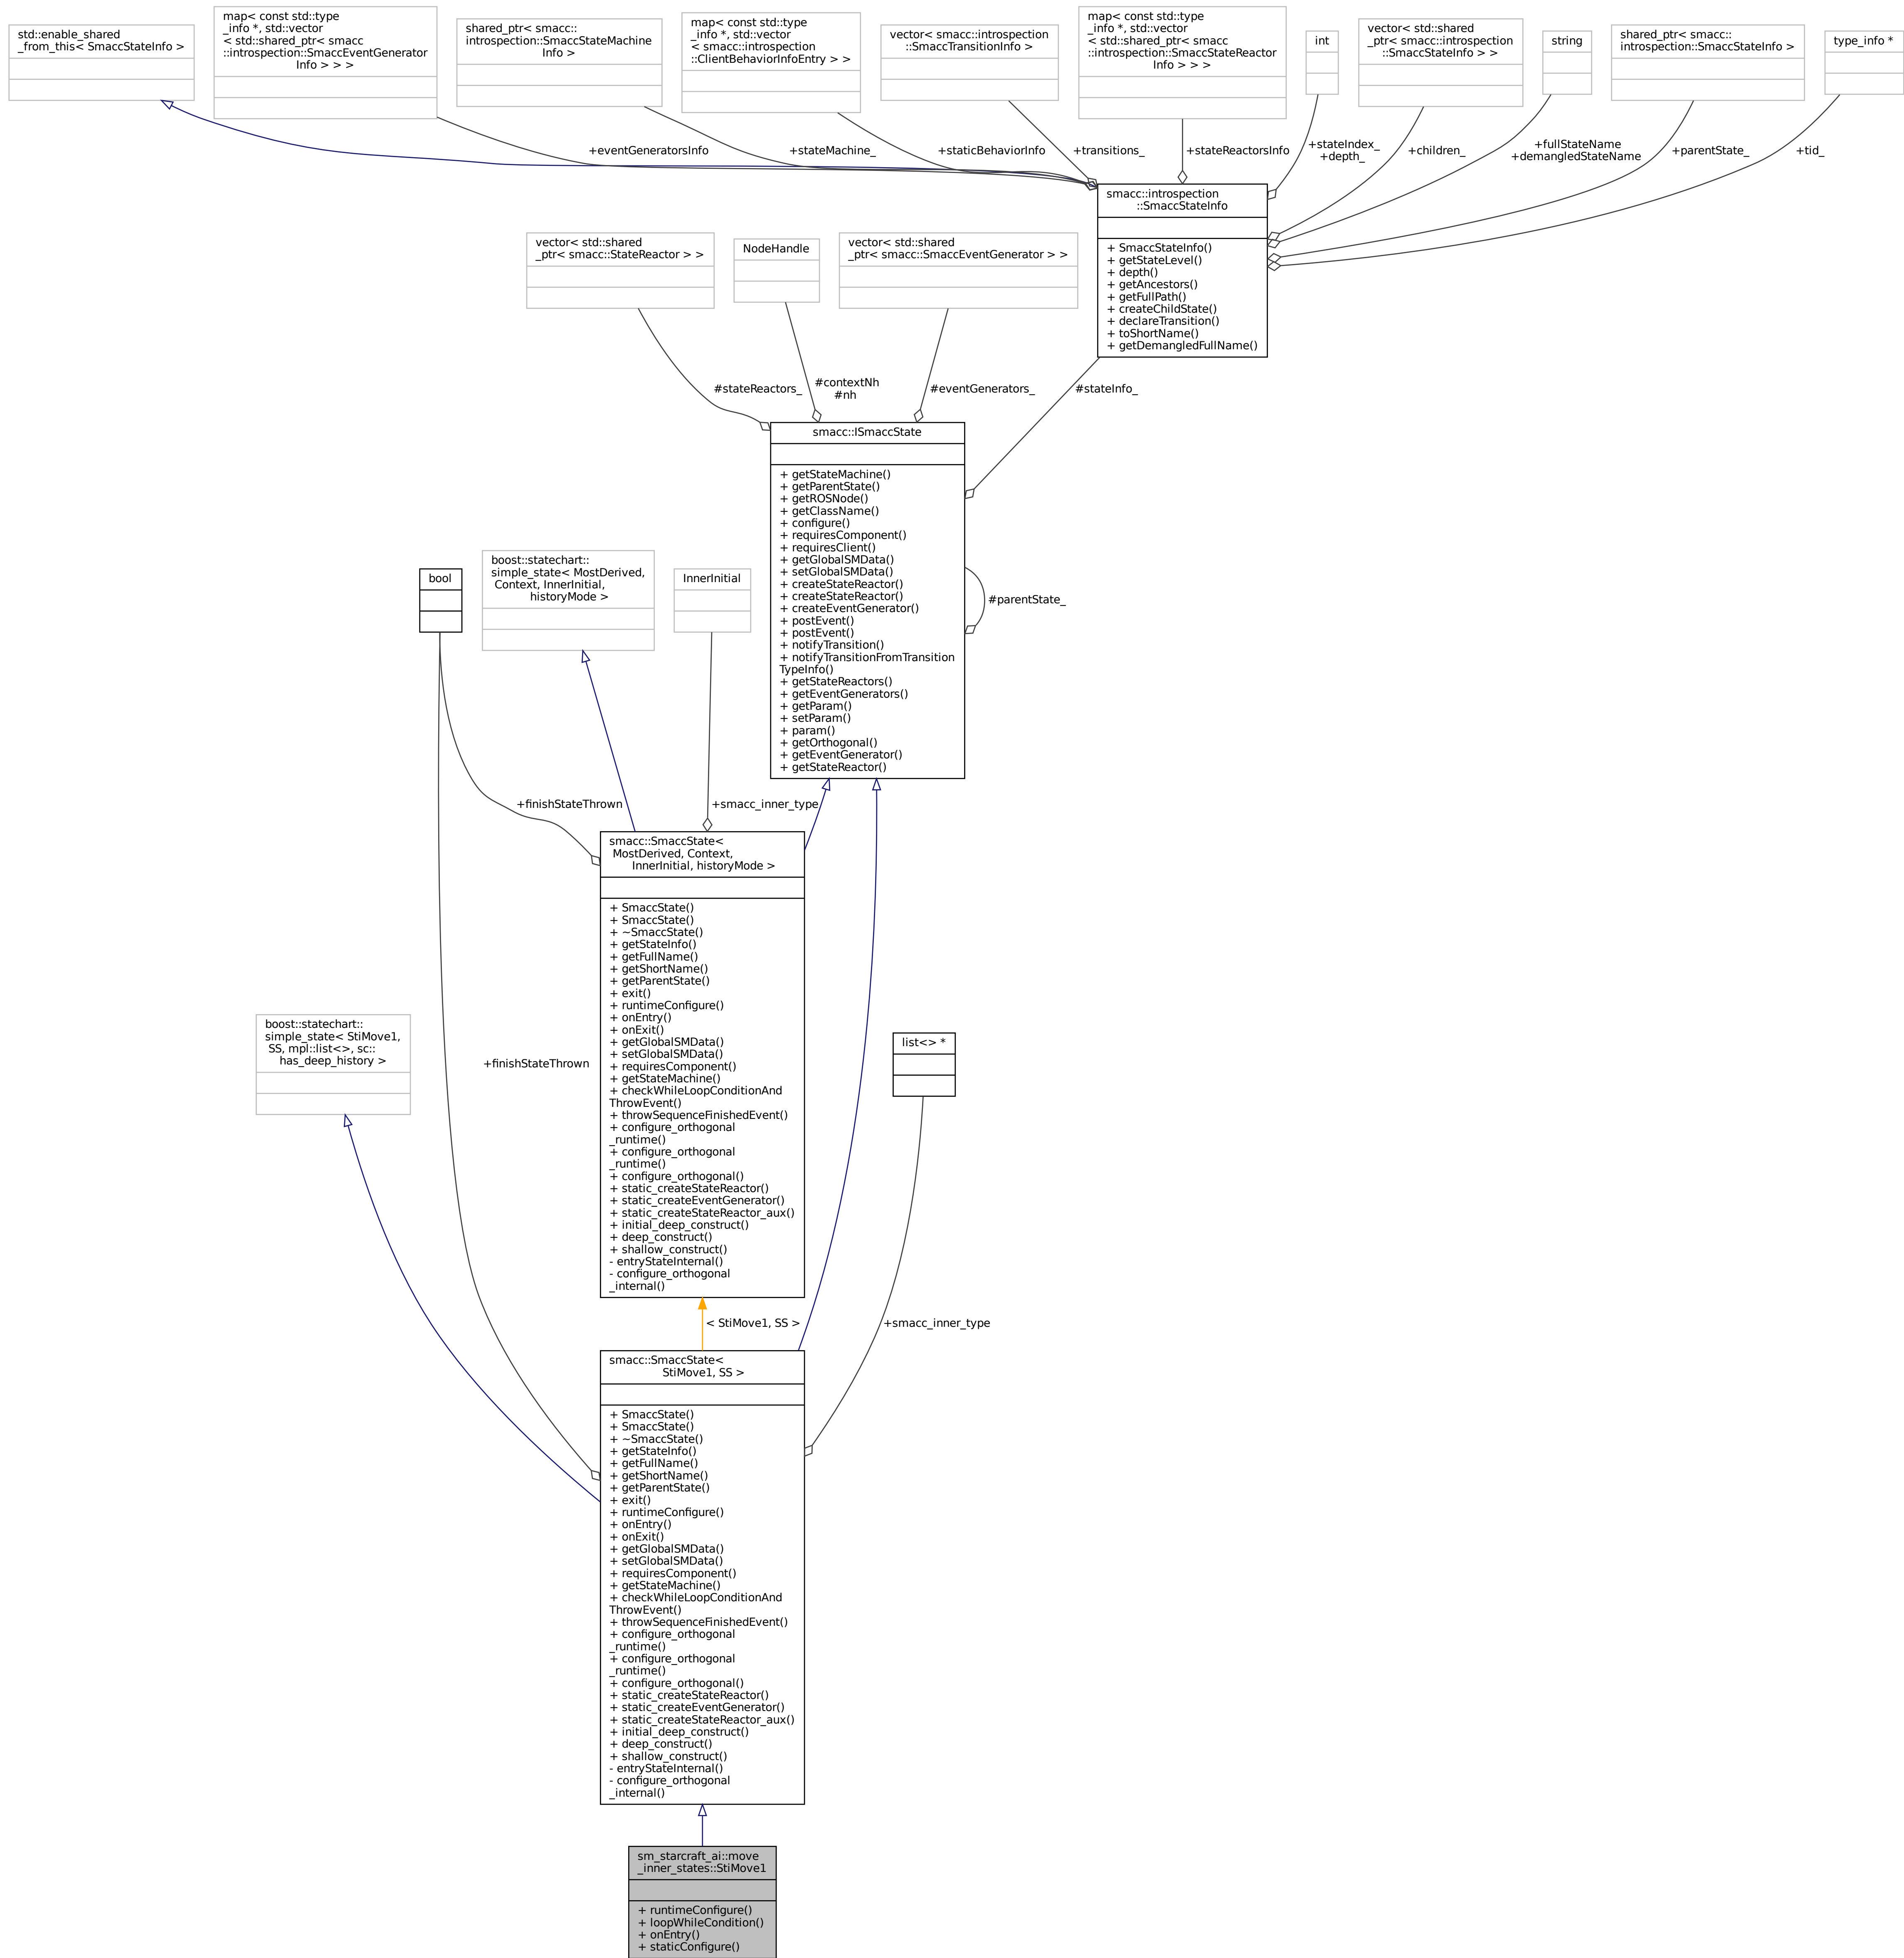 std::enable_shared
_from_this< SmaccStateInfo >
map< const std::type
_info *, std::vector
< std::shared_ptr< smacc
::introspection::SmaccEventGenerator
Info > > >
shared_ptr< smacc::
introspection::SmaccStateMachine
Info >
map< const std::type
_info *, std::vector
< smacc::introspection
::ClientBehaviorInfoEntry > >
vector< smacc::introspection
::SmaccTransitionInfo >
map< const std::type
_info *, std::vector
< std::shared_ptr< smacc
::introspection::SmaccStateReactor
Info > > >
int
vector< std::shared
_ptr< smacc::introspection
::SmaccStateInfo > >
string
shared_ptr< smacc::
introspection::SmaccStateInfo >
type_info *
+eventGeneratorsInfo
+stateMachine_
+staticBehaviorInfo
+transitions_
+stateReactorsInfo
+stateIndex_
+depth_
+children_
+fullStateName
+demangledStateName
+parentState_
+tid_
smacc::introspection
::SmaccStateInfo
+ SmaccStateInfo()
+ getStateLevel()
+ depth()
+ getAncestors()
+ getFullPath()
+ createChildState()
+ declareTransition()
+ toShortName()
+ getDemangledFullName()
vector< std::shared
_ptr< smacc::StateReactor > >
NodeHandle
vector< std::shared
_ptr< smacc::SmaccEventGenerator > >
#stateReactors_
#contextNh
#nh
#eventGenerators_
#stateInfo_
smacc::ISmaccState
+ getStateMachine()
+ getParentState()
+ getROSNode()
+ getClassName()
+ configure()
+ requiresComponent()
+ requiresClient()
+ getGlobalSMData()
+ setGlobalSMData()
+ createStateReactor()
+ createStateReactor()
+ createEventGenerator()
+ postEvent()
+ postEvent()
+ notifyTransition()
+ notifyTransitionFromTransition
TypeInfo()
+ getStateReactors()
+ getEventGenerators()
+ getParam()
+ setParam()
+ param()
+ getOrthogonal()
+ getEventGenerator()
+ getStateReactor()
#parentState_
bool
boost::statechart::
simple_state< MostDerived,
Context, InnerInitial,
historyMode >
InnerInitial
+finishStateThrown
+smacc_inner_type
smacc::SmaccState<
MostDerived, Context,
InnerInitial, historyMode >
+ SmaccState()
+ SmaccState()
+ ~SmaccState()
+ getStateInfo()
+ getFullName()
+ getShortName()
+ getParentState()
+ exit()
+ runtimeConfigure()
+ onEntry()
+ onExit()
+ getGlobalSMData()
+ setGlobalSMData()
+ requiresComponent()
+ getStateMachine()
+ checkWhileLoopConditionAnd
ThrowEvent()
+ throwSequenceFinishedEvent()
+ configure_orthogonal
_runtime()
+ configure_orthogonal
_runtime()
+ configure_orthogonal()
+ static_createStateReactor()
+ static_createEventGenerator()
+ static_createStateReactor_aux()
+ initial_deep_construct()
+ deep_construct()
+ shallow_construct()
- entryStateInternal()
- configure_orthogonal
_internal()
boost::statechart::
simple_state< StiMove1,
SS, mpl::list<>, sc::
has_deep_history >
+finishStateThrown
list<> *
< StiMove1, SS >
+smacc_inner_type
smacc::SmaccState<
StiMove1, SS >
+ SmaccState()
+ SmaccState()
+ ~SmaccState()
+ getStateInfo()
+ getFullName()
+ getShortName()
+ getParentState()
+ exit()
+ runtimeConfigure()
+ onEntry()
+ onExit()
+ getGlobalSMData()
+ setGlobalSMData()
+ requiresComponent()
+ getStateMachine()
+ checkWhileLoopConditionAnd
ThrowEvent()
+ throwSequenceFinishedEvent()
+ configure_orthogonal
_runtime()
+ configure_orthogonal
_runtime()
+ configure_orthogonal()
+ static_createStateReactor()
+ static_createEventGenerator()
+ static_createStateReactor_aux()
+ initial_deep_construct()
+ deep_construct()
+ shallow_construct()
- entryStateInternal()
- configure_orthogonal
_internal()
sm_starcraft_ai::move
_inner_states::StiMove1
+ runtimeConfigure()
+ loopWhileCondition()
+ onEntry()
+ staticConfigure()